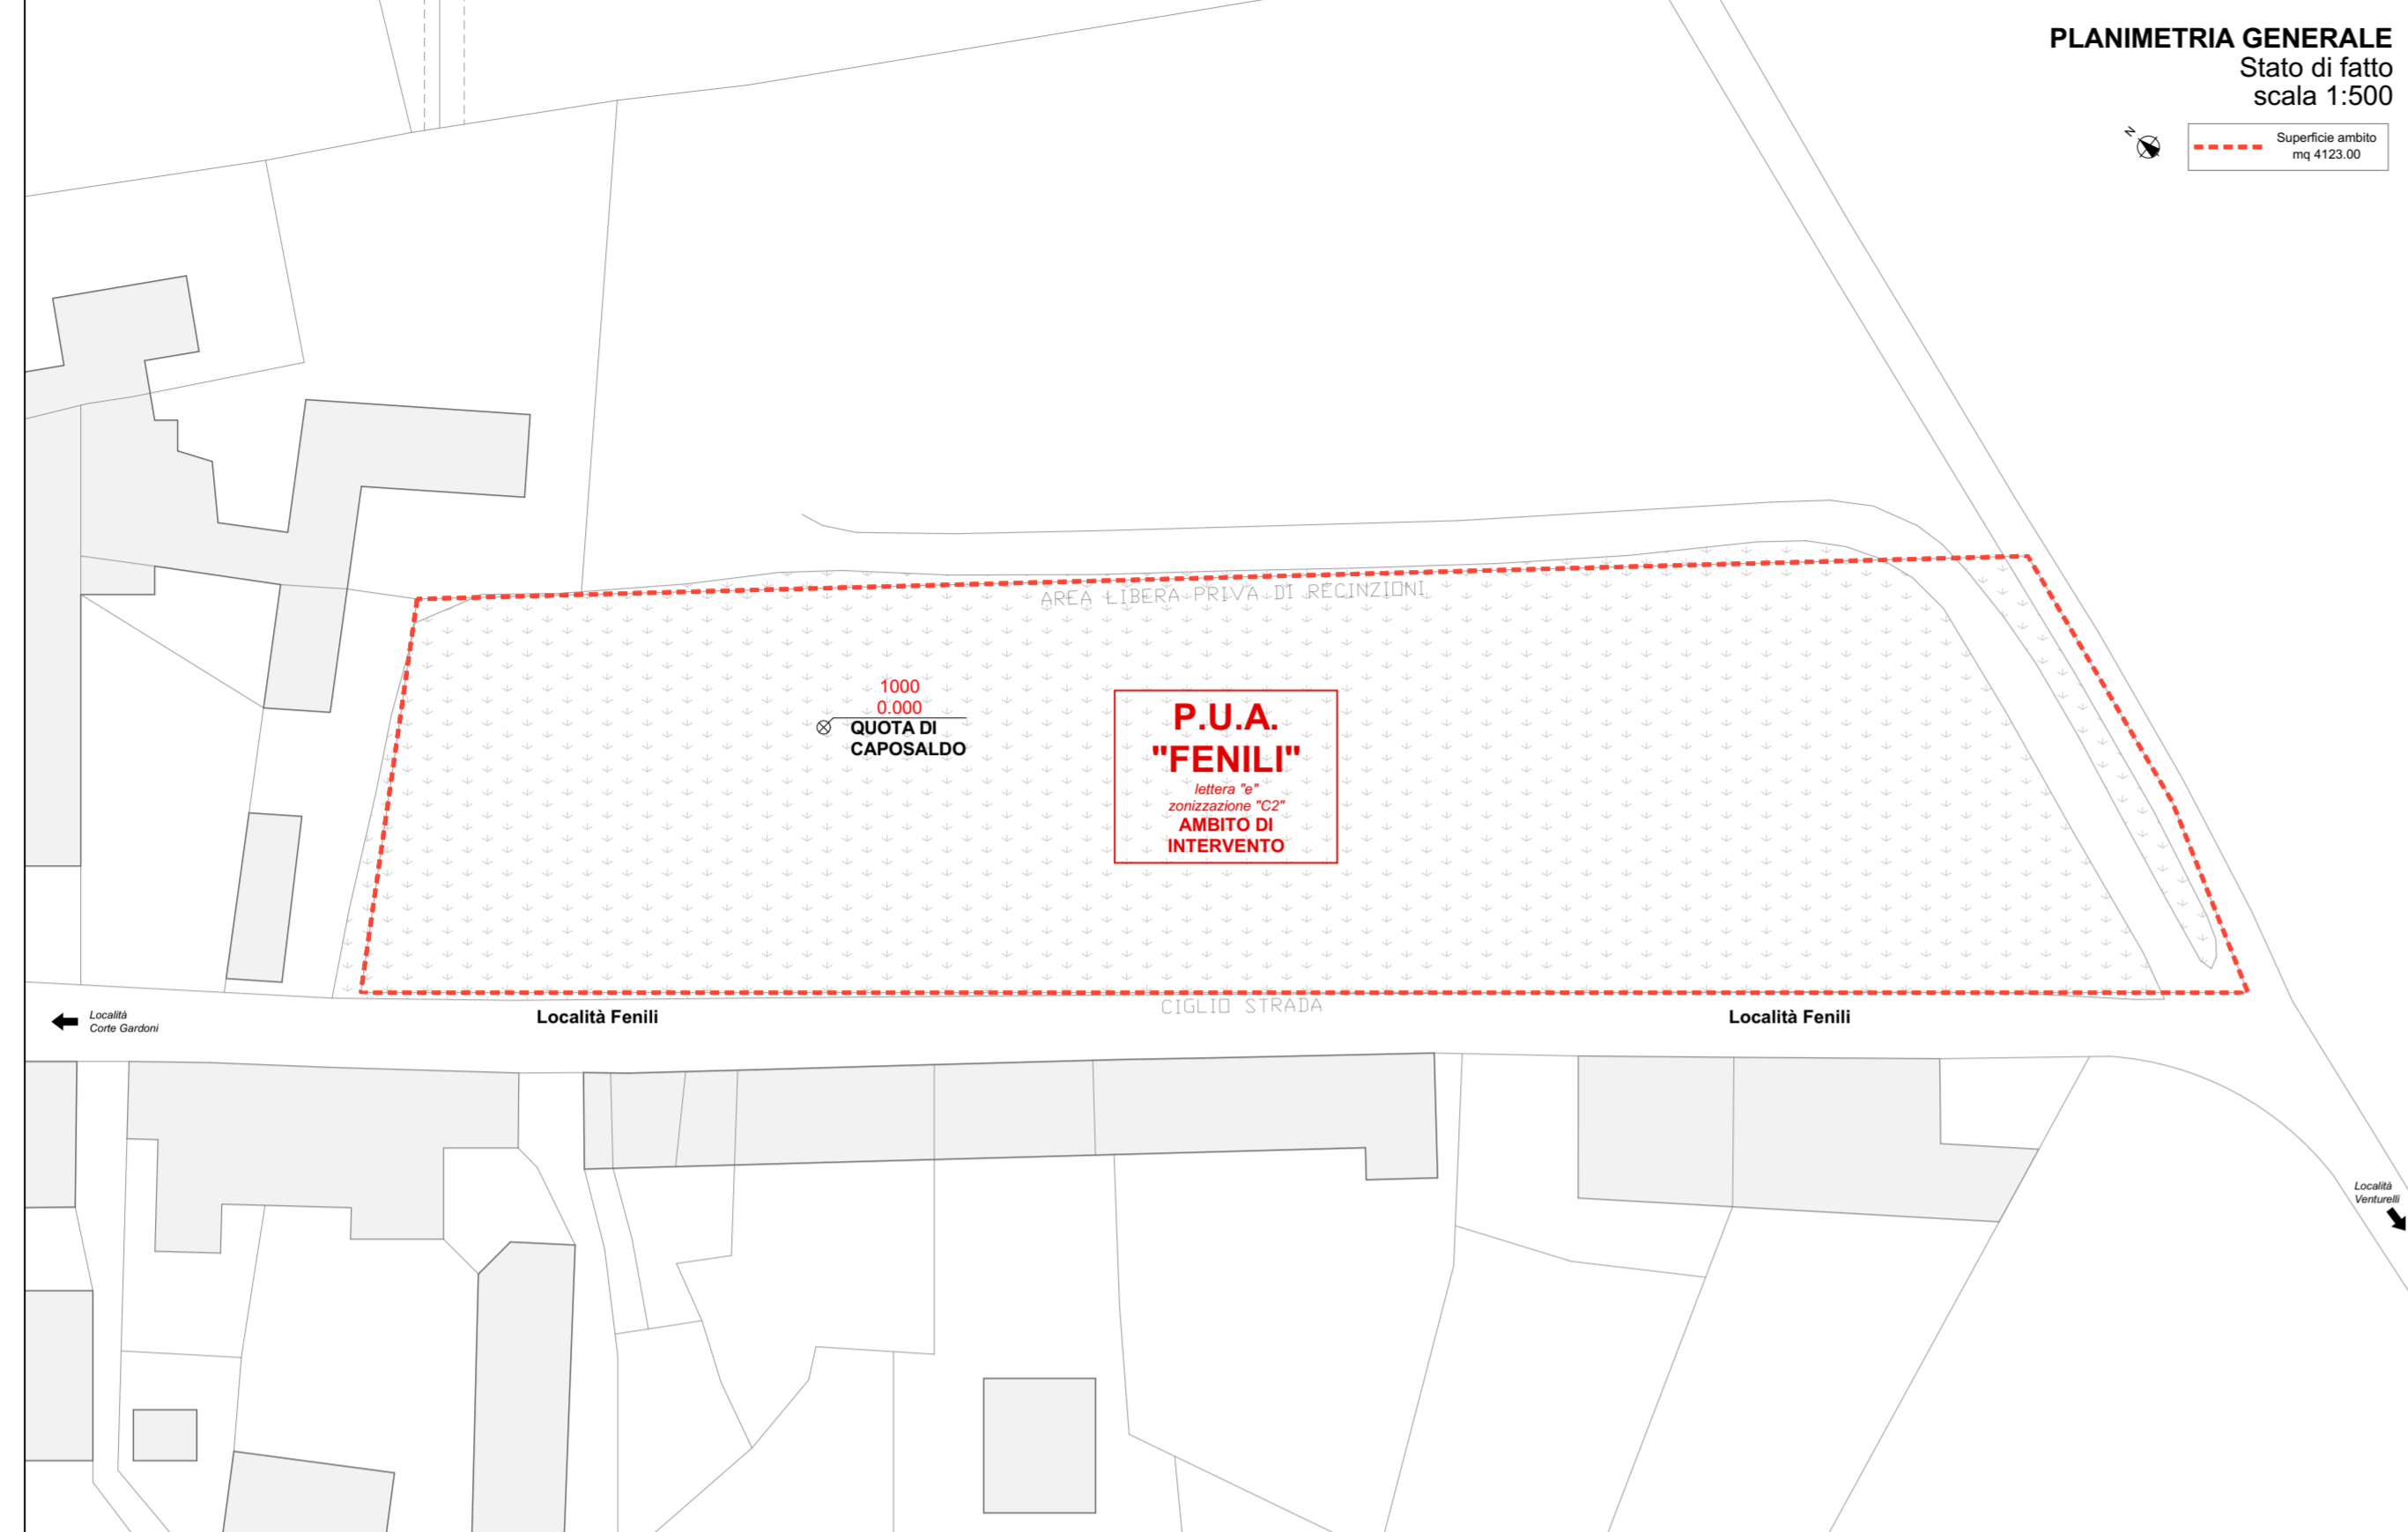 PLANIMETRIA GENERALE
Stato di fatto
scala 1:500
N
Superficie ambito
mq 4123.00
AREA LIBERA PRIVA DI RECINZIONI
1000
0.000
QUOTA DI
CAPOSALDO
P.U.A.
"FENILI"
lettera "e"
zonizzazione "C2"
AMBITO DI
INTERVENTO
CIGLIO STRADA
Località
Corte Gardoni
Località Fenili
Località Fenili
Località
Venturelli